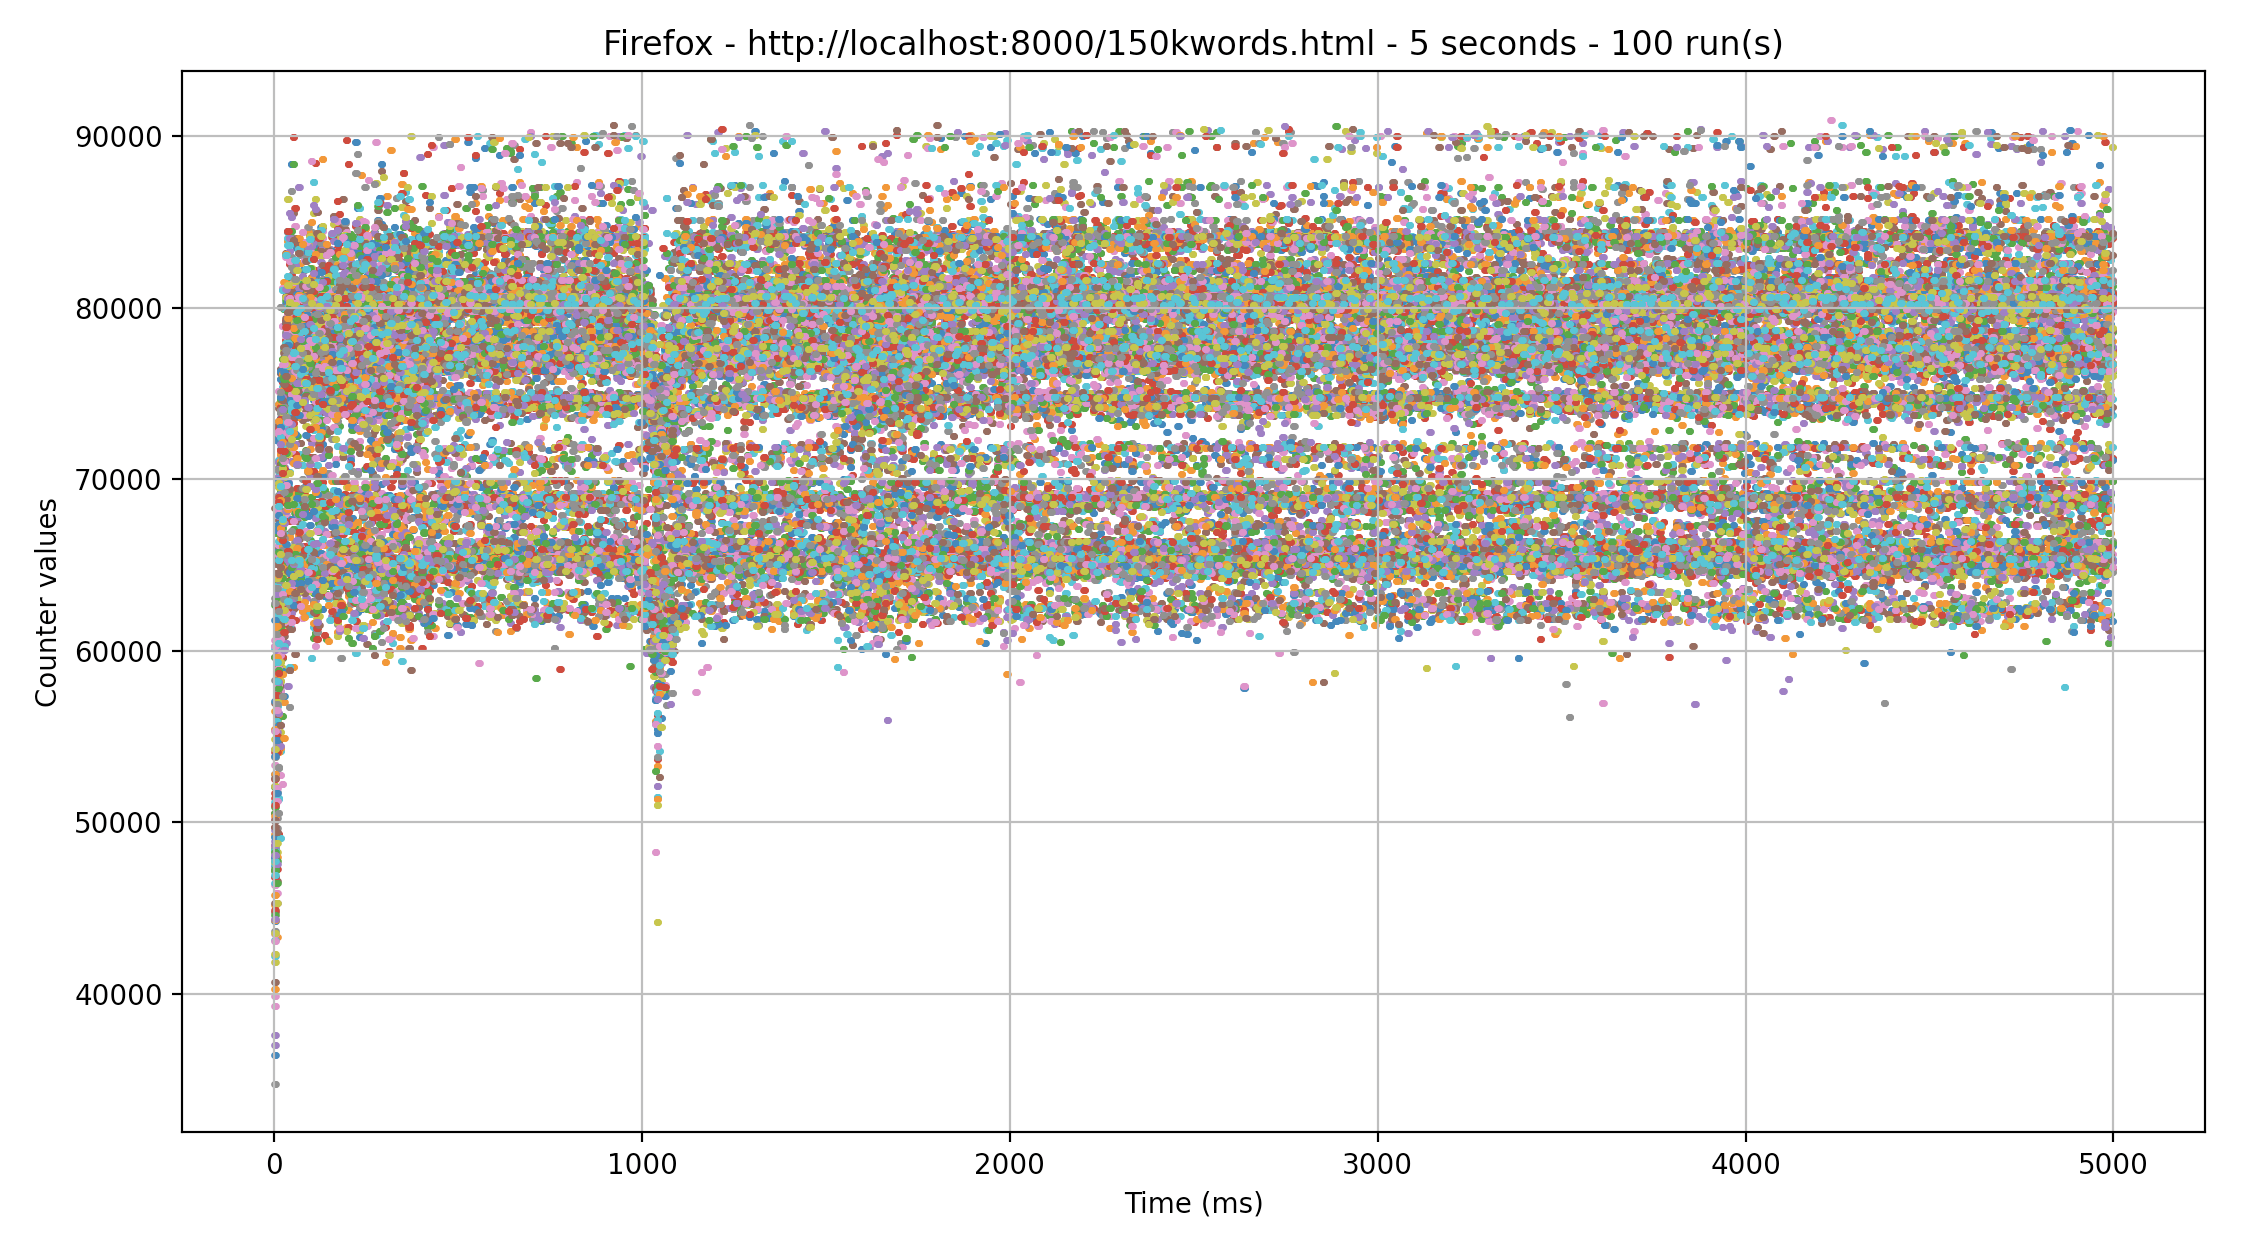 Firefox - http://localhost:8000/150kwords.html - 5 seconds - 100 run(s)
90000
80000
70000
60000
50000
40000
Counter values
0 1000 2000 3000 4000 5000
Time (ms)